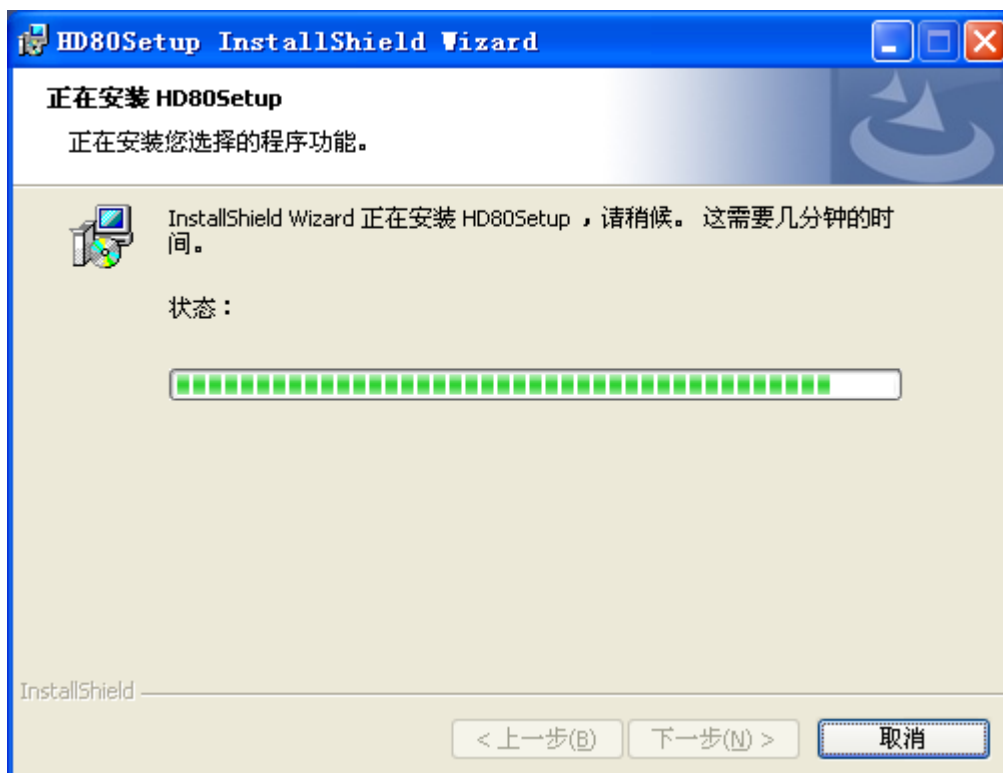 HD80Setup InstallShield Wizard
正在安装 HD80Setup
正在安装您选择的程序功能。
InstallShield Wizard 正在安装 HD80Setup ，请稍候。 这需要几分钟的时
间。
状态：
InstallShield
< 上一步(B)
下一步(N) >
取消